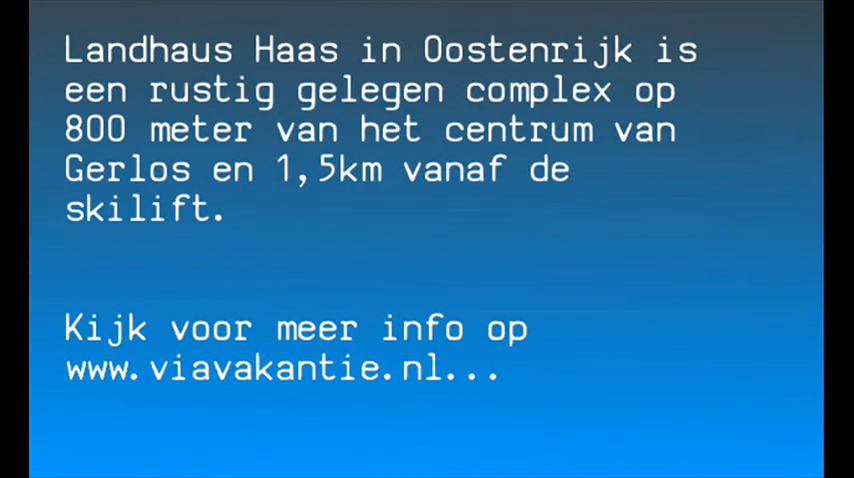 Landhaus Haas in Oostenrijk is
een rustig gelegen complex op
800 meter van het centrum van
Gerlos en 1,5km vanaf de
skilift.
Kijk voor meer info op
www.viavakantie.nl...